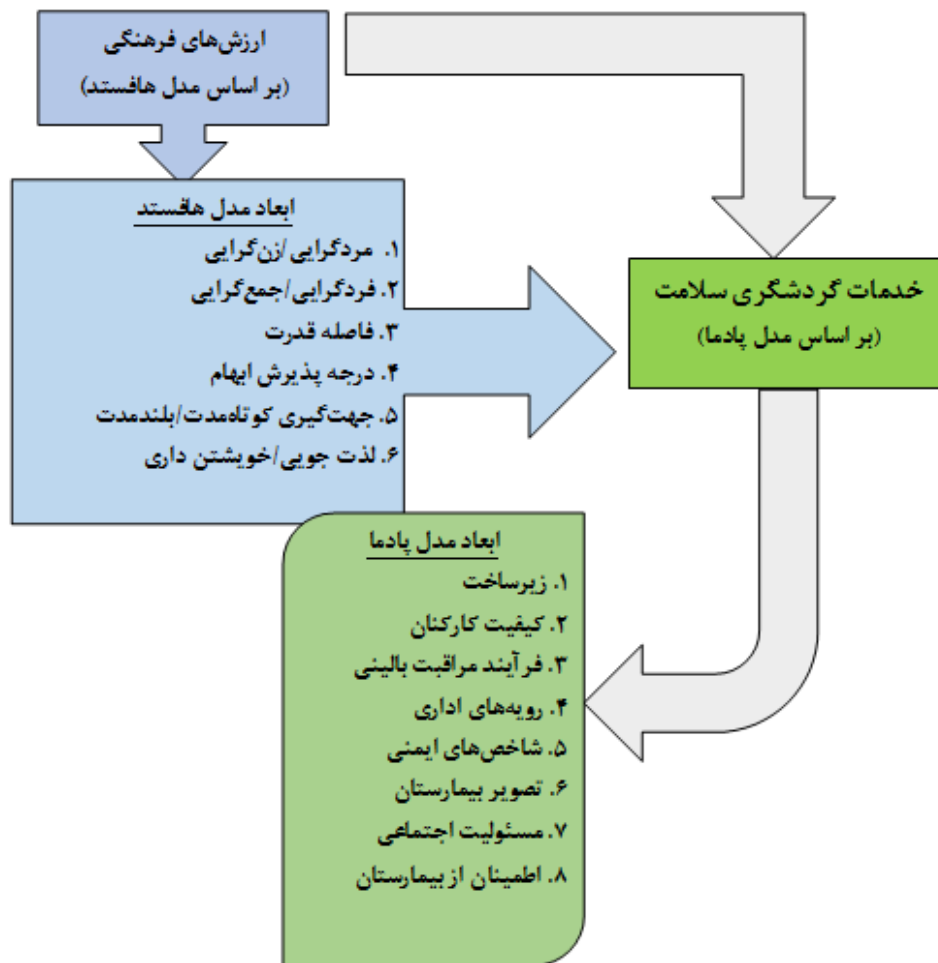 ارزش‌های فرهنگی
(بر اساس مدل هافستد)
ابعاد مدل هافستد
۱. مردگرایی/زن‌گرایی
۲. فردگرایی/جمع‌گرایی
۳. فاصله قدرت
۴. درجه پذیرش ابهام
۵. جهت‌گیری کوتاه‌مدت/بلندمدت
۶. لذت جویی/خویشتن داری
خدمات گردشگری سلامت
(بر اساس مدل پادما)
ابعاد مدل پادما
۱. زیرساخت
۲. کیفیت کارکنان
۳. فرآیند مراقبت بالینی
۴. رویه‌های اداری
۵. شاخص‌های ایمنی
۶. تصویر بیمارستان
۷. مسئولیت اجتماعی
۸. اطمینان از بیمارستان